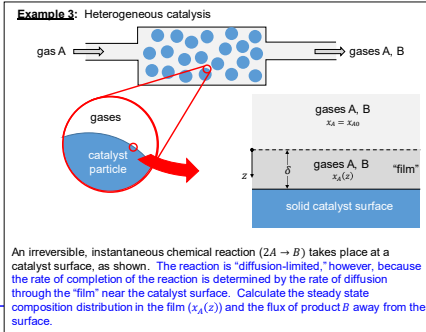 Example 3: Heterogeneous catalysis
gas A
gases A, B
gases
catalyst
particle
gases A, B
x_A = x_{A0}
z
δ
gases A, B
x_A(z)
"film"
solid catalyst surface
An irreversible, instantaneous chemical reaction (2A → B) takes place at a
catalyst surface, as shown. The reaction is "diffusion-limited," however, because
the rate of completion of the reaction is determined by the rate of diffusion
through the "film" near the catalyst surface. Calculate the steady state
composition distribution in the film (x_A(z)) and the flux of product B away from the
surface.